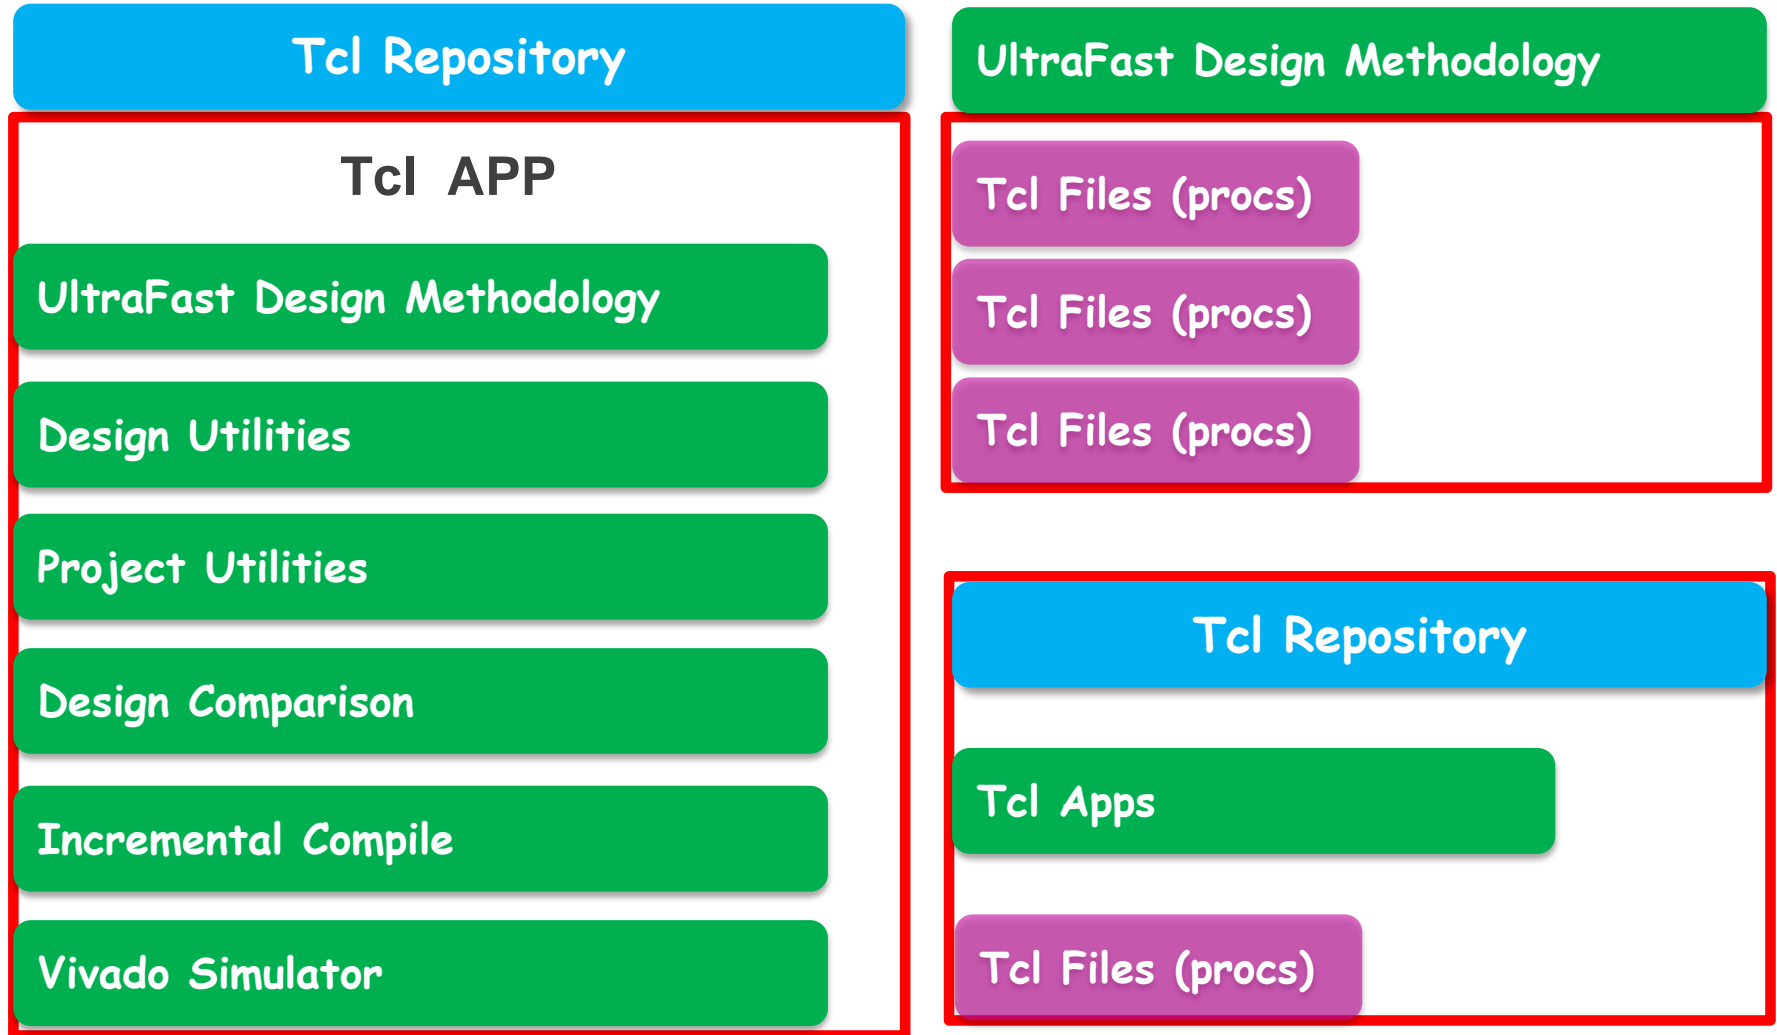 Tcl Repository
Tcl APP
UltraFast Design Methodology
Design Utilities
Project Utilities
Design Comparison
Incremental Compile
Vivado Simulator
UltraFast Design Methodology
Tcl Files (procs)
Tcl Files (procs)
Tcl Files (procs)
Tcl Repository
Tcl Apps
Tcl Files (procs)